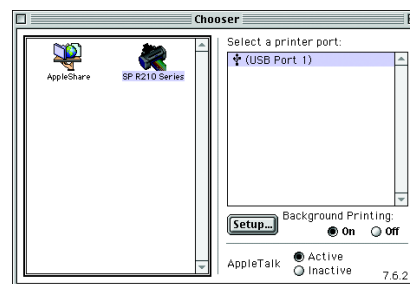 Chooser
Select a printer port:
(USB Port 1)
AppleShare
SP R210 Series
Setup...
Background Printing:
On
Off
AppleTalk
Active
Inactive
7.6.2